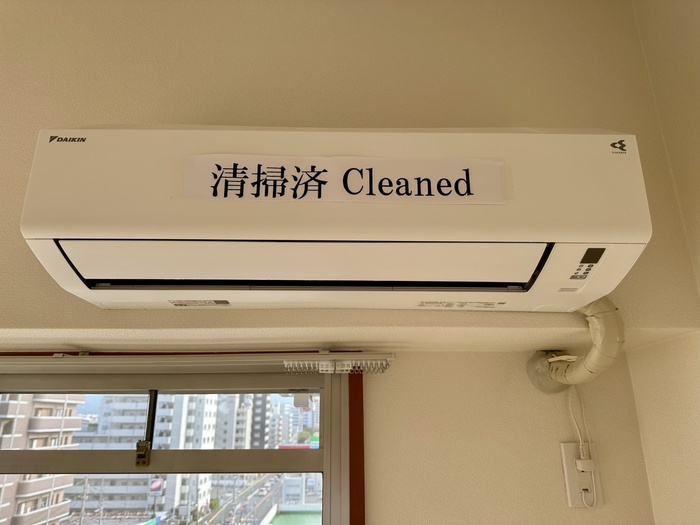 DAIKIN
清掃済 Cleaned